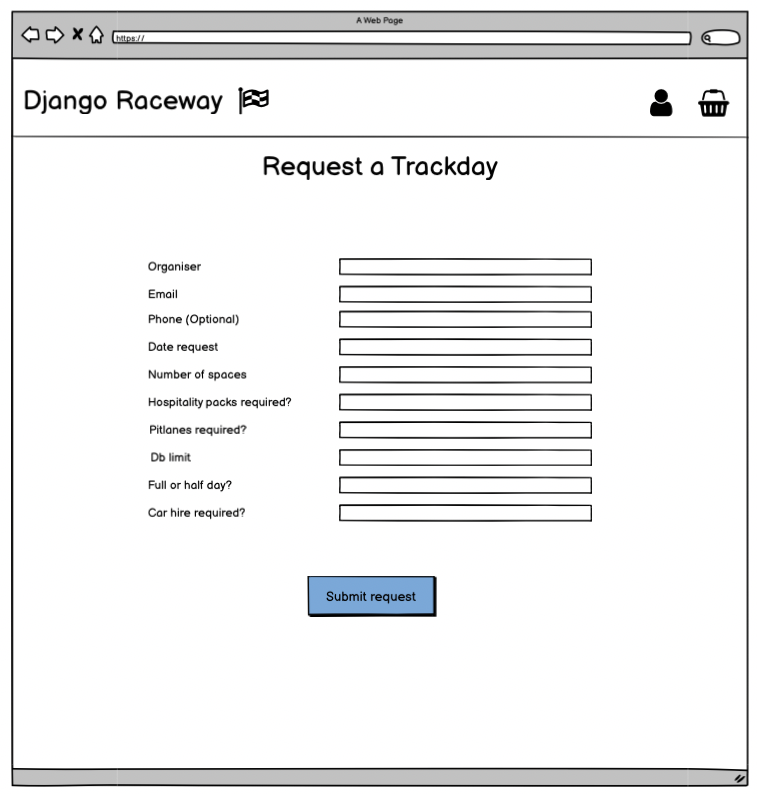 A Web Page
https://
Django Raceway
Request a Trackday
Organiser
Email
Phone (Optional)
Date request
Number of spaces
Hospitality packs required?
Pitlanes required?
Db limit
Full or half day?
Car hire required?
Submit request